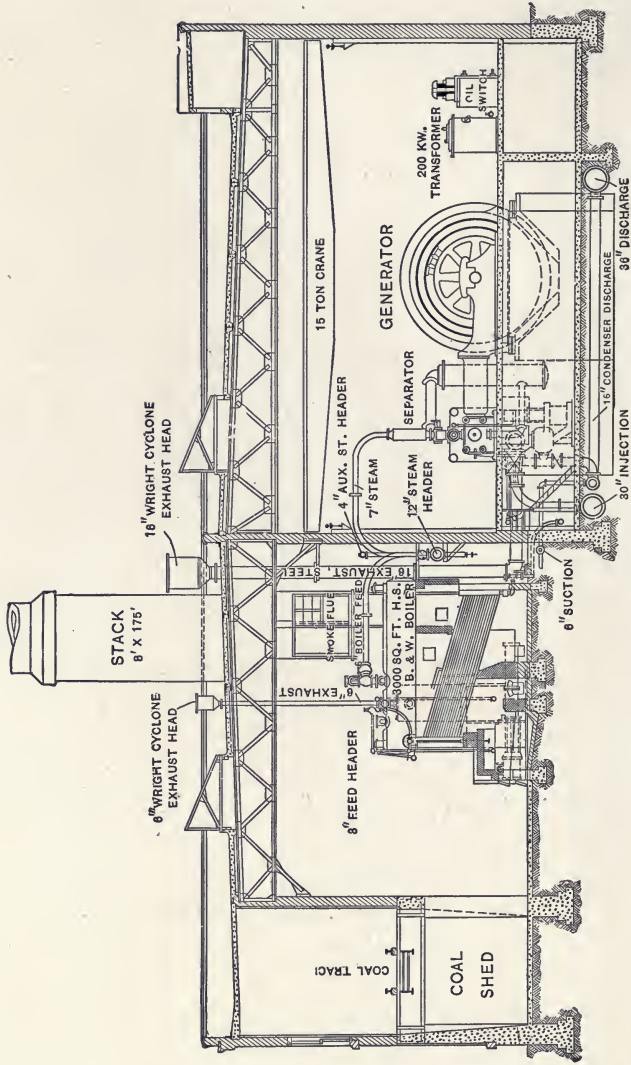 STACK
8' X 175'
18" WRIGHT CYCLONE
EXHAUST HEAD
6" WRIGHT CYCLONE
EXHAUST HEAD
15 TON CRANE
OIL
SWITCH
200 KW.
TRANSFORMER
GENERATOR
SEPARATOR
4" AUX. ST. HEADER
7" STEAM
12" STEAM
HEADER
16 EXHAUST, STEEL
SMOKE FLUE
BOILER FEED
6" EXHAUST
3000 SQ. FT. H.S.
B. & W. BOILER
8" FEED HEADER
COAL TRAC
COAL
SHED
6" SUCTION
30" INJECTION
16" CONDENSER DISCHARGE
36" DISCHARGE